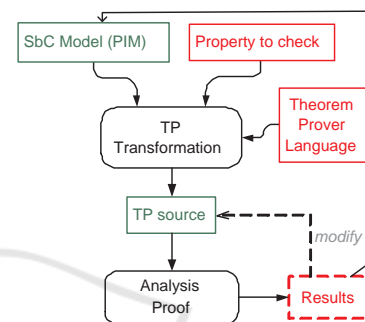 SbC Model (PIM)
Property to check
Theorem
Prover
Language
TP
Transformation
TP source
modify
Analysis
Proof
Results